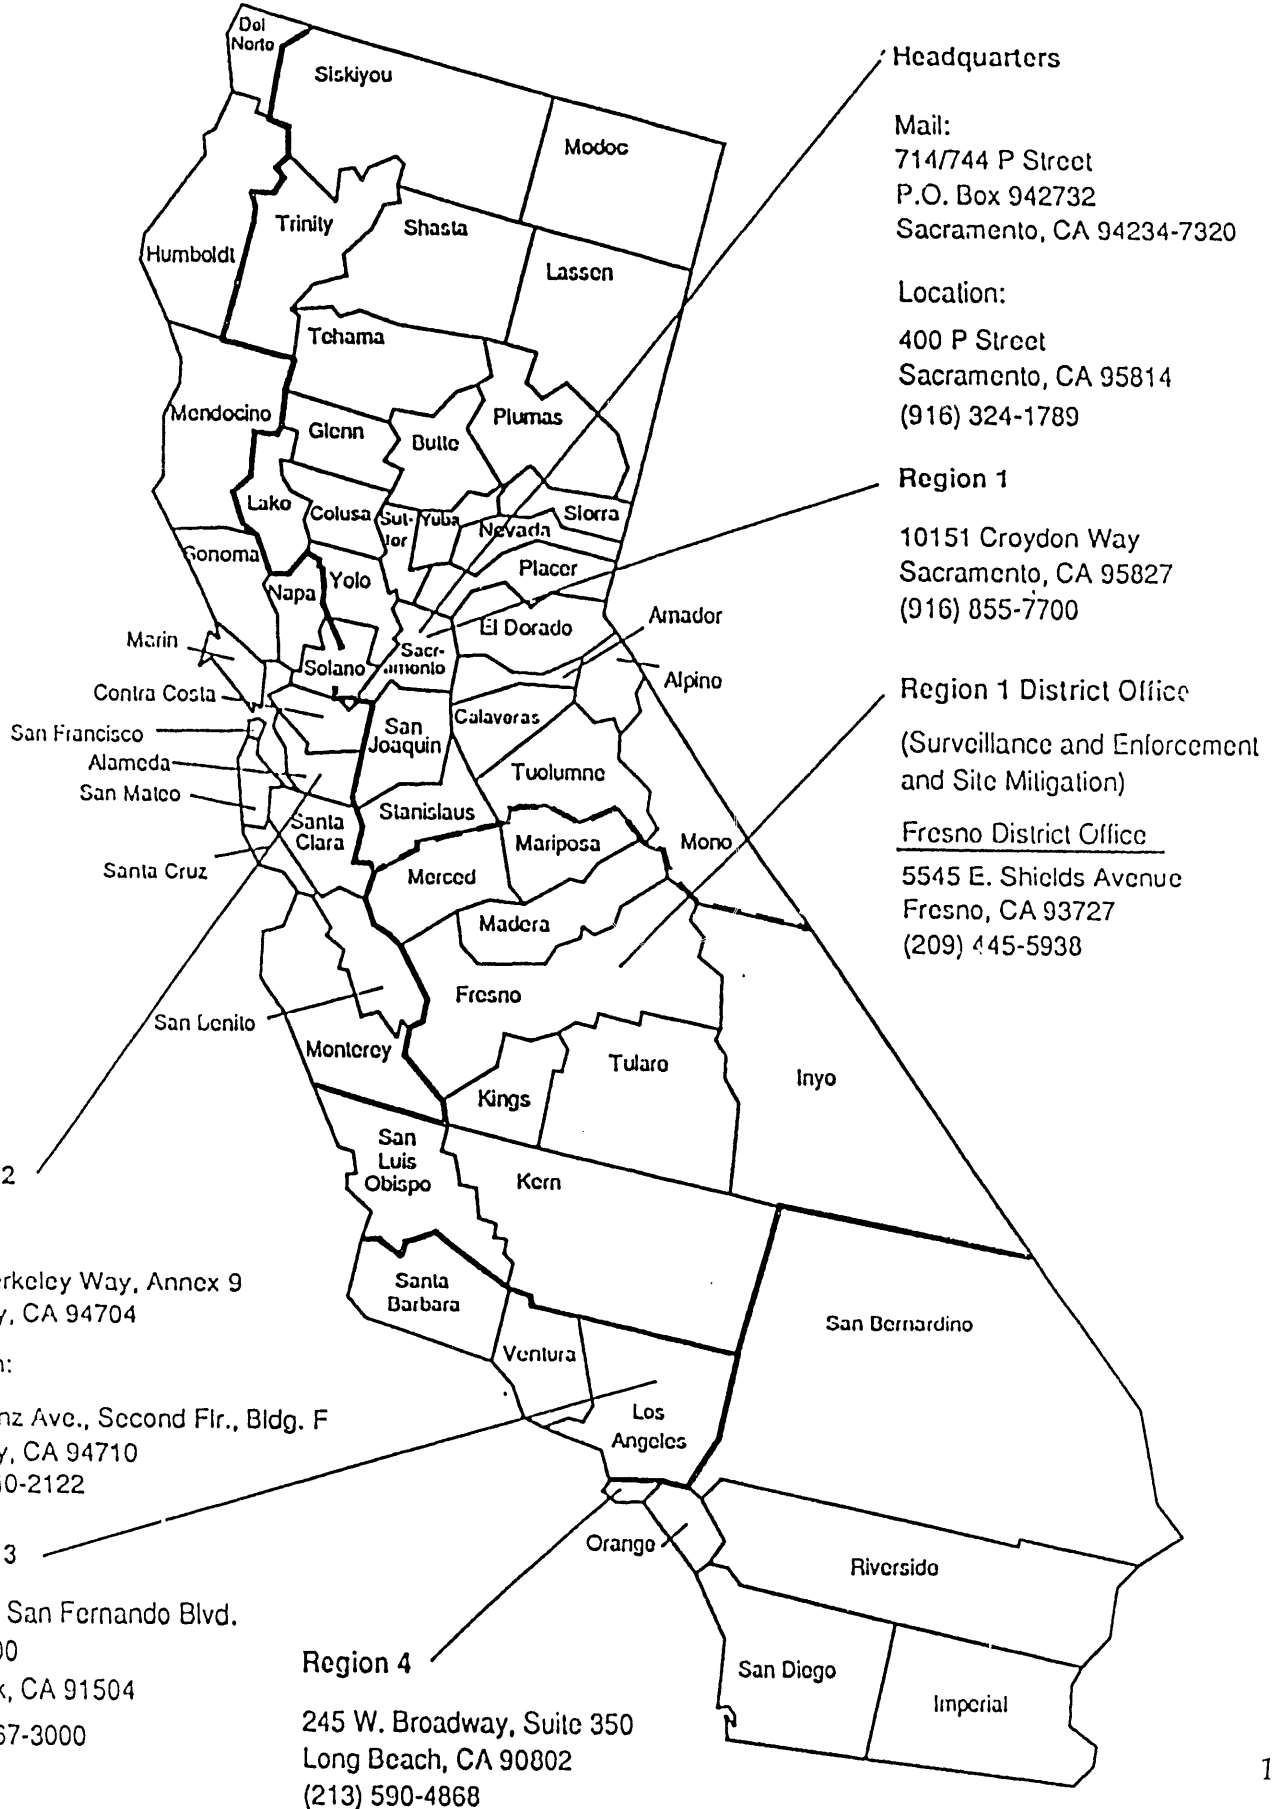 Del
Norte
Siskiyou
Modoc
Trinity
Shasta
Humboldt
Lassen
Tehama
Mendocino
Glenn
Butte
Plumas
Lake
Colusa
Sut-
ter
Yuba
Nevada
Sierra
Sonoma
Napa
Yolo
Placer
El Dorado
Amador
Marin
Solano
Sacr-
amento
Alpine
Contra Costa
San Francisco
Alameda
San Mateo
San
Joaquin
Calaveras
Tuolumne
Santa
Clara
Stanislaus
Mariposa
Mono
Santa Cruz
Merced
Madera
Fresno
San Benito
Monterey
Kings
Tulare
Inyo
San
Luis
Obispo
Kern
Santa
Barbara
Ventura
Los
Angeles
San Bernardino
Orange
Riverside
San Diego
Imperial
Headquarters
Mail:
714/744 P Street
P.O. Box 942732
Sacramento, CA 94234-7320
Location:
400 P Street
Sacramento, CA 95814
(916) 324-1789
Region 1
10151 Croydon Way
Sacramento, CA 95827
(916) 855-7700
Region 1 District Office
(Surveillance and Enforcement
and Site Mitigation)
Fresno District Office
5545 E. Shields Avenue
Fresno, CA 93727
(209) 445-5938
2
rkeley Way, Annex 9
y, CA 94704
n:
nz Ave., Second Flr., Bldg. F
y, CA 94710
0-2122
3
San Fernando Blvd.
00
k, CA 91504
67-3000
Region 4
245 W. Broadway, Suite 350
Long Beach, CA 90802
(213) 590-4868
1